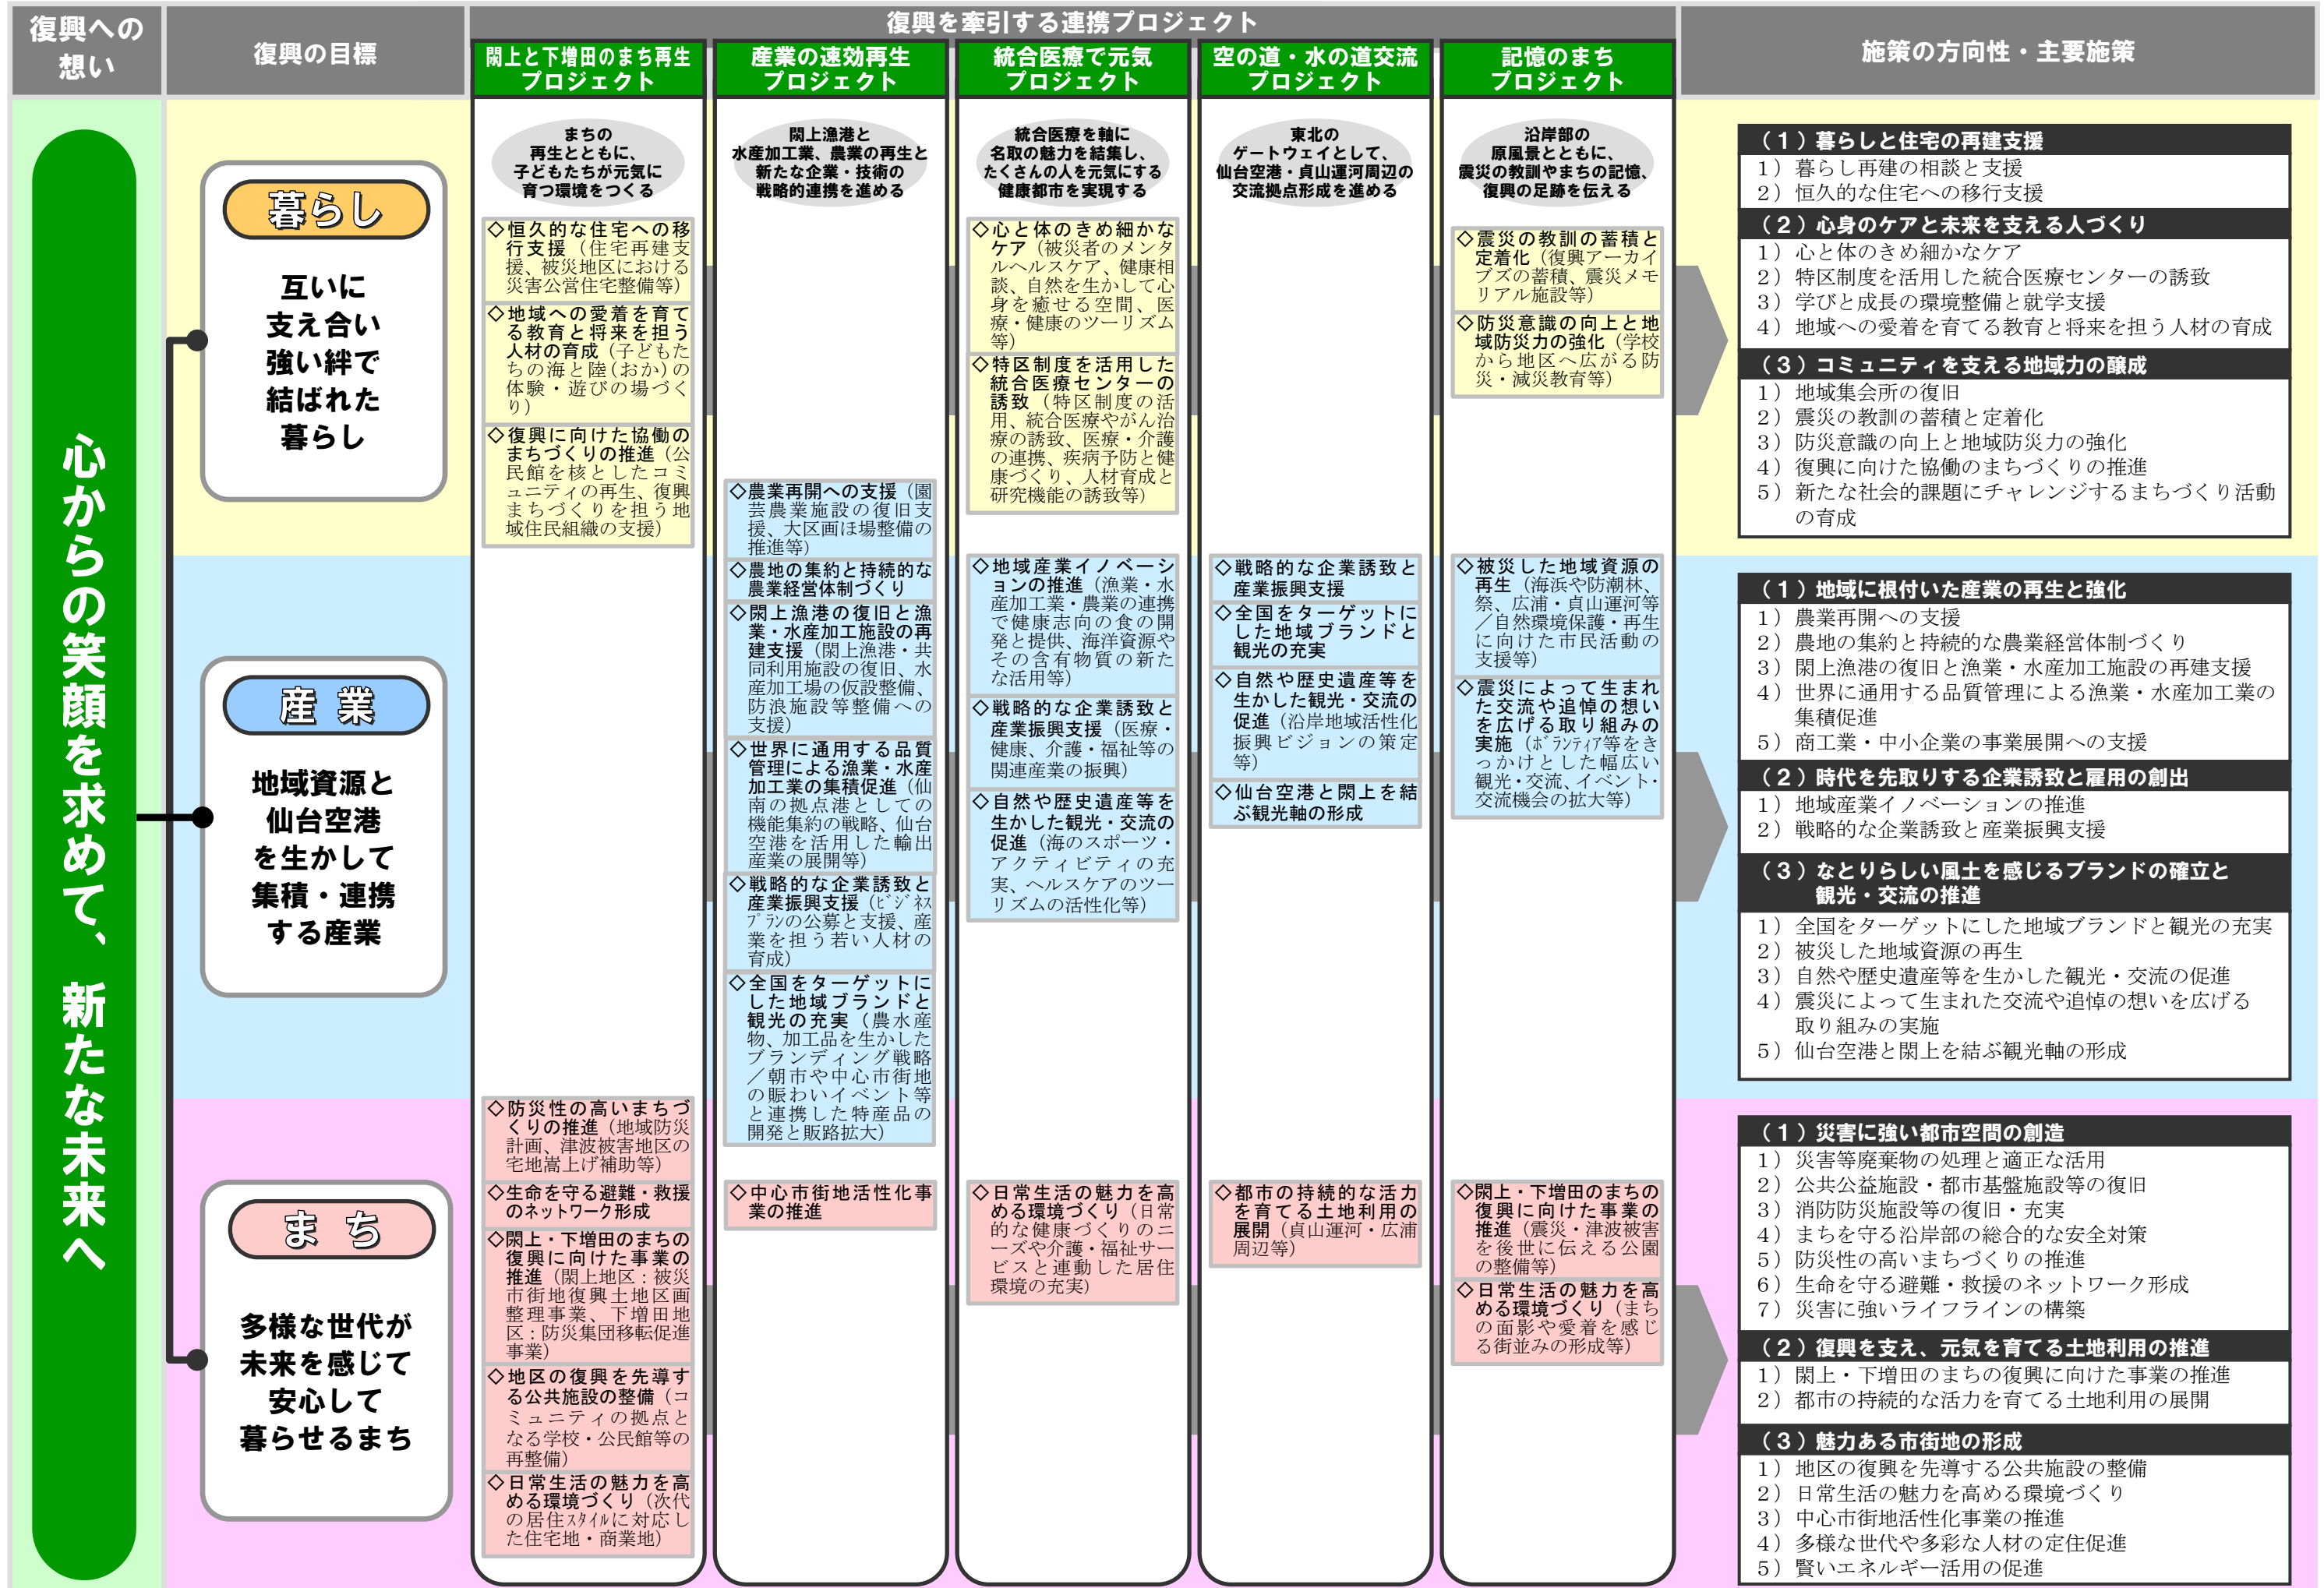 復興への
想い
復興の目標
復興を牽引する連携プロジェクト
施策の方向性・主要施策
閖上と下増田のまち再生
プロジェクト
産業の速効再生
プロジェクト
統合医療で元気
プロジェクト
空の道・水の道交流
プロジェクト
記憶のまち
プロジェクト
心からの笑顔を求めて、新たな未来へ
暮らし
互いに
支え合い
強い絆で
結ばれた
暮らし
産業
地域資源と
仙台空港
を生かして
集積・連携
する産業
まち
多様な世代が
未来を感じて
安心して
暮らせるまち
まちの
再生とともに、
子どもたちが元気に
育つ環境をつくる
◇恒久的な住宅への移
行支援（住宅再建支
援、被災地区における
災害公営住宅整備等）
◇地域への愛着を育て
る教育と将来を担う
人材の育成（子どもた
ちの海と陸(おか)の
体験・遊びの場づく
り）
◇復興に向けた協働の
まちづくりの推進（公
民館を核としたコミ
ュニティの再生、復興
まちづくりを担う地
域住民組織の支援）
◇防災性の高いまちづ
くりの推進（地域防災
計画、津波被害地区の
宅地嵩上げ補助等）
◇生命を守る避難・救援
のネットワーク形成
◇閖上・下増田のまちの
復興に向けた事業の
推進（閖上地区：被災
市街地復興土地区画
整理事業、下増田地
区：防災集団移転促進
事業）
◇地区の復興を先導す
る公共施設の整備（コ
ミュニティの拠点と
なる学校・公民館等の
再整備）
◇日常生活の魅力を高
める環境づくり（次代
の居住ｽﾀｲﾙに対応し
た住宅地・商業地）
閖上漁港と
水産加工業、農業の再生と
新たな企業・技術の
戦略的連携を進める
◇農業再開への支援（園
芸農業施設の復旧支
援、大区画ほ場整備の
推進等）
◇農地の集約と持続的な
農業経営体制づくり
◇閖上漁港の復旧と漁
業・水産加工施設の再
建支援（閖上漁港・共
同利用施設の復旧、水
産加工場の仮設整備、
防浪施設等整備への
支援）
◇世界に通用する品質
管理による漁業・水産
加工業の集積促進（仙
南の拠点港としての
機能集約の戦略、仙台
空港を活用した輸出
産業の展開等）
◇戦略的な企業誘致と
産業振興支援（ﾋﾞｼﾞﾈｽ
ﾌﾟﾗﾝの公募と支援、産
業を担う若い人材の
育成）
◇全国をターゲットに
した地域ブランドと
観光の充実（農水産
物、加工品を生かした
ブランディング戦略
／朝市や中心市街地
の賑わいイベント等
と連携した特産品の
開発と販路拡大）
◇中心市街地活性化事
業の推進
統合医療を軸に
名取の魅力を結集し、
たくさんの人を元気にする
健康都市を実現する
◇心と体のきめ細かな
ケア（被災者のメンタ
ルヘルスケア、健康相
談、自然を生かして心
身を癒せる空間、医
療・健康のツーリズム
等）
◇特区制度を活用した
統合医療センターの
誘致（特区制度の活
用、統合医療やがん治
療の誘致、医療・介護
の連携、疾病予防と健
康づくり、人材育成と
研究機能の誘致等）
◇地域産業イノベーシ
ョンの推進（漁業・水
産加工業・農業の連携
で健康志向の食の開
発と提供、海洋資源や
その含有物質の新た
な活用等）
◇戦略的な企業誘致と
産業振興支援（医療・
健康、介護・福祉等の
関連産業の振興）
◇自然や歴史遺産等を
生かした観光・交流の
促進（海のスポーツ・
アクティビティの充
実、ヘルスケアのツー
リズムの活性化等）
◇日常生活の魅力を高
める環境づくり（日常
的な健康づくりのニ
ーズや介護・福祉サー
ビスと連動した居住
環境の充実）
東北の
ゲートウェイとして、
仙台空港・貞山運河周辺の
交流拠点形成を進める
◇戦略的な企業誘致と
産業振興支援
◇全国をターゲットに
した地域ブランドと
観光の充実
◇自然や歴史遺産等を
生かした観光・交流の
促進（沿岸地域活性化
振興ビジョンの策定
等）
◇仙台空港と閖上を結
ぶ観光軸の形成
◇都市の持続的な活力
を育てる土地利用の
展開（貞山運河・広浦
周辺等）
沿岸部の
原風景とともに、
震災の教訓やまちの記憶、
復興の足跡を伝える
◇震災の教訓の蓄積と
定着化（復興アーカイ
ブズの蓄積、震災メモ
リアル施設等）
◇防災意識の向上と地
域防災力の強化（学校
から地区へ広がる防
災・減災教育等）
◇被災した地域資源の
再生（海浜や防潮林、
祭、広浦・貞山運河等
／自然環境保護・再生
に向けた市民活動の
支援等）
◇震災によって生まれ
た交流や追悼の想い
を広げる取り組みの
実施（ﾎﾞﾗﾝﾃｨｱ等をき
っかけとした幅広い
観光・交流、イベント・
交流機会の拡大等）
◇閖上・下増田のまちの
復興に向けた事業の
推進（震災・津波被害
を後世に伝える公園
の整備等）
◇日常生活の魅力を高
める環境づくり（まち
の面影や愛着を感じ
る街並みの形成等）
（１）暮らしと住宅の再建支援
１）暮らし再建の相談と支援
２）恒久的な住宅への移行支援
（２）心身のケアと未来を支える人づくり
１）心と体のきめ細かなケア
２）特区制度を活用した統合医療センターの誘致
３）学びと成長の環境整備と就学支援
４）地域への愛着を育てる教育と将来を担う人材の育成
（３）コミュニティを支える地域力の醸成
１）地域集会所の復旧
２）震災の教訓の蓄積と定着化
３）防災意識の向上と地域防災力の強化
４）復興に向けた協働のまちづくりの推進
５）新たな社会的課題にチャレンジするまちづくり活動
の育成
（１）地域に根付いた産業の再生と強化
１）農業再開への支援
２）農地の集約と持続的な農業経営体制づくり
３）閖上漁港の復旧と漁業・水産加工施設の再建支援
４）世界に通用する品質管理による漁業・水産加工業の
集積促進
５）商工業・中小企業の事業展開への支援
（２）時代を先取りする企業誘致と雇用の創出
１）地域産業イノベーションの推進
２）戦略的な企業誘致と産業振興支援
（３）なとりらしい風土を感じるブランドの確立と
観光・交流の推進
１）全国をターゲットにした地域ブランドと観光の充実
２）被災した地域資源の再生
３）自然や歴史遺産等を生かした観光・交流の促進
４）震災によって生まれた交流や追悼の想いを広げる
取り組みの実施
５）仙台空港と閖上を結ぶ観光軸の形成
（１）災害に強い都市空間の創造
１）災害等廃棄物の処理と適正な活用
２）公共公益施設・都市基盤施設等の復旧
３）消防防災施設等の復旧・充実
４）まちを守る沿岸部の総合的な安全対策
５）防災性の高いまちづくりの推進
６）生命を守る避難・救援のネットワーク形成
７）災害に強いライフラインの構築
（２）復興を支え、元気を育てる土地利用の推進
１）閖上・下増田のまちの復興に向けた事業の推進
２）都市の持続的な活力を育てる土地利用の展開
（３）魅力ある市街地の形成
１）地区の復興を先導する公共施設の整備
２）日常生活の魅力を高める環境づくり
３）中心市街地活性化事業の推進
４）多様な世代や多彩な人材の定住促進
５）賢いエネルギー活用の促進